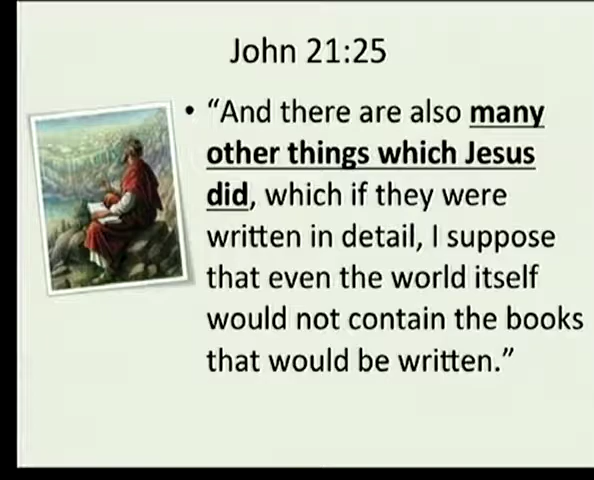 John 21:25
• “And there are also many
other things which Jesus
did, which if they were
written in detail, I suppose
that even the world itself
would not contain the books
that would be written.”